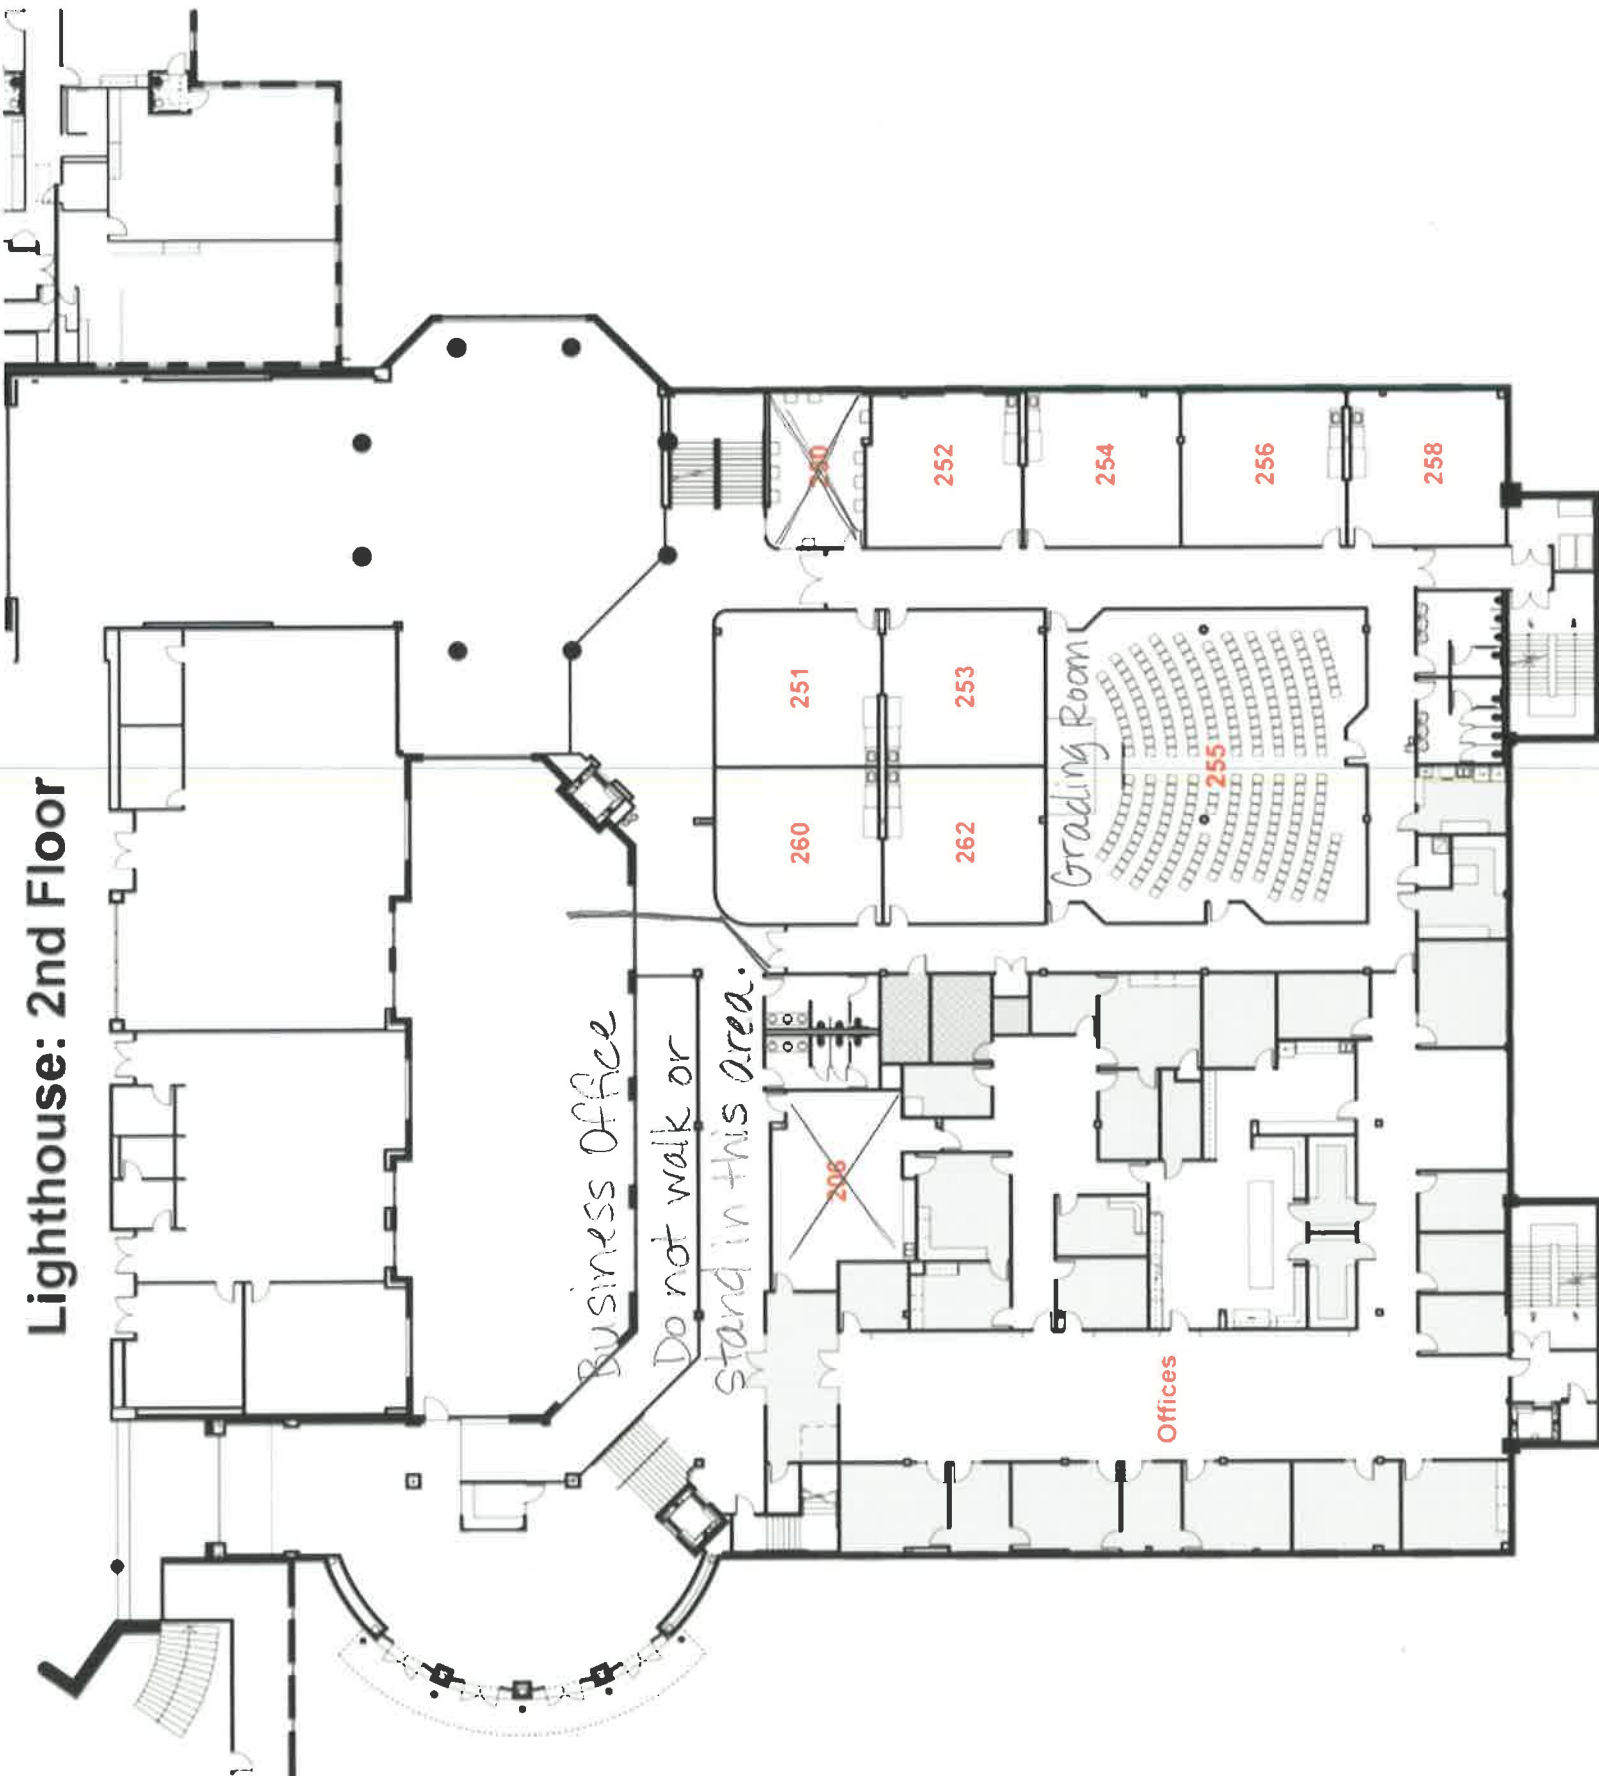 Lighthouse: 2nd Floor
Business Office
Do not walk or
stand in this area.
206
260
251
262
253
Grading Room
255
252
254
256
258
Offices